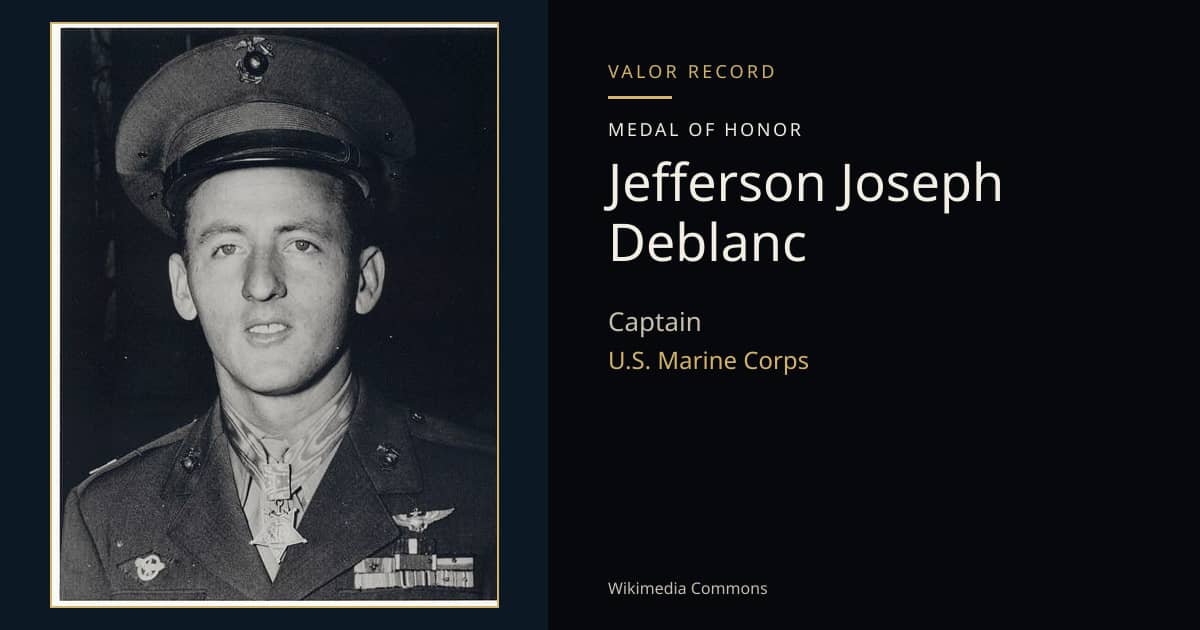 VALOR RECORD
MEDAL OF HONOR
Jefferson Joseph
Deblanc
Captain
U.S. Marine Corps
Wikimedia Commons